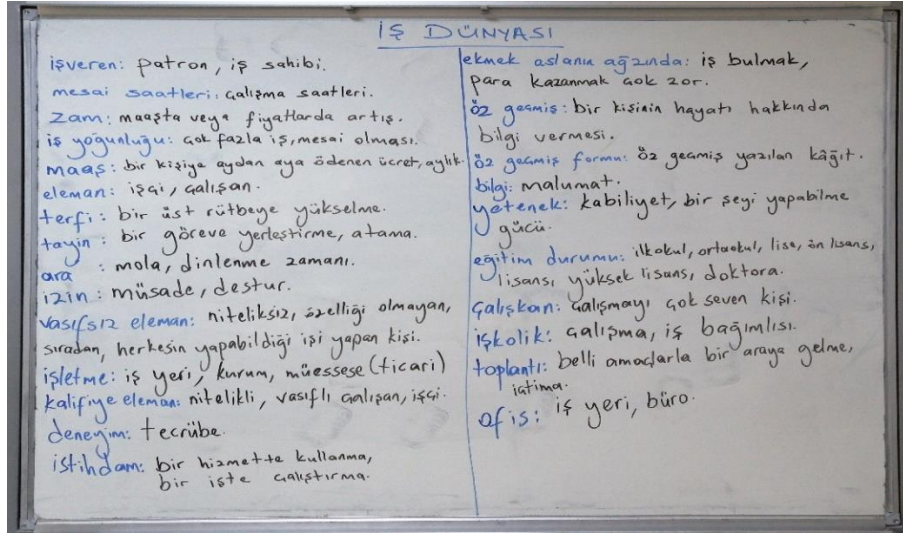 İŞ DÜNYASI
işveren: patron, iş sahibi.
mesai saatleri: çalışma saatleri.
zam: maaşta veya fiyatlarda artış.
iş yoğunluğu: çok fazla iş, mesai olması.
maaş: bir kişiye aydan aya ödenen ücret, aylık.
eleman: işçi, çalışan.
terfi: bir üst rütbeye yükselme.
tayin: bir göreve yerleştirme, atama.
ara : mola, dinlenme zamanı.
izin: müsade, destur.
vasıfsız eleman: niteliksiz, özelliği olmayan,
sıradan, herkesin yapabildiği işi yapan kişi.
işletme: iş yeri, kurum, müessese (ticari)
kalifiye eleman: nitelikli, vasıflı çalışan, işçi.
deneyim: tecrübe.
istihdam: bir hizmette kullanma,
bir işte çalıştırma.
ekmek aslanın ağzında: iş bulmak,
para kazanmak çok zor.
öz geçmiş: bir kişinin hayatı hakkında
bilgi vermesi.
öz geçmiş formu: öz geçmiş yazılan kâğıt.
bilgi: malumat.
yetenek: kabiliyet, bir şeyi yapabilme
gücü.
eğitim durumu: ilkokul, ortaokul, lise, ön lisans,
lisans, yüksek lisans, doktora.
çalışkan: çalışmayı çok seven kişi.
işkolik: çalışma, iş bağımlısı.
toplantı: belli amaçlarla bir araya gelme,
içtima.
ofis: iş yeri, büro.